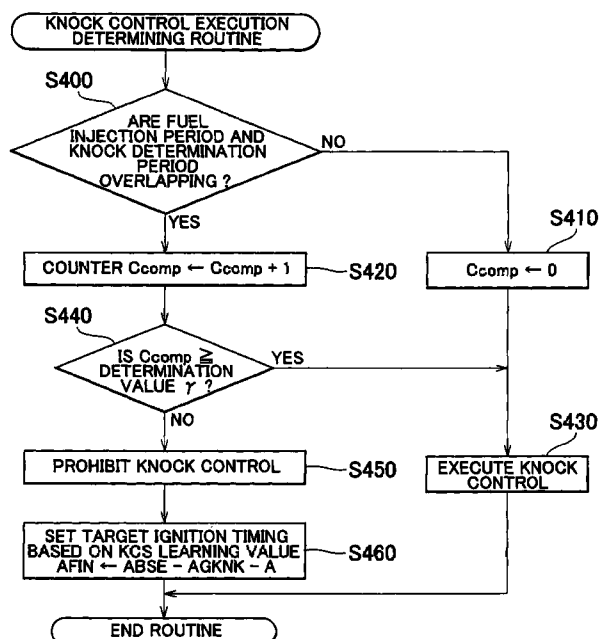 KNOCK CONTROL EXECUTION
DETERMINING ROUTINE
S400
ARE FUEL
INJECTION PERIOD AND
KNOCK DETERMINATION
PERIOD
OVERLAPPING ?
NO
YES
S410
COUNTER Ccomp ← Ccomp + 1
S420
Ccomp ← 0
S440
IS Ccomp ≧
DETERMINATION
VALUE γ ?
YES
NO
S430
PROHIBIT KNOCK CONTROL
S450
EXECUTE KNOCK
CONTROL
SET TARGET IGNITION TIMING
BASED ON KCS LEARNING VALUE
AFIN ← ABSE − AGKNK − A
S460
END ROUTINE